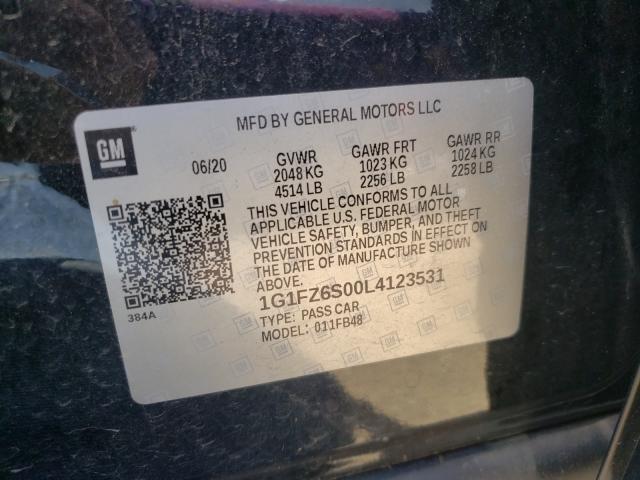 MFD BY GENERAL MOTORS LLC
GM
06/20
GVWR
2048 KG
4514 LB
GAWR FRT
1023 KG
2256 LB
GAWR RR
1024 KG
2258 LB
THIS VEHICLE CONFORMS TO ALL
APPLICABLE U.S. FEDERAL MOTOR
VEHICLE SAFETY, BUMPER, AND THEFT
PREVENTION STANDARDS IN EFFECT ON
THE DATE OF MANUFACTURE SHOWN
ABOVE.
1G1FZ6S00L4123531
TYPE: PASS CAR
MODEL: 011FB48
384A